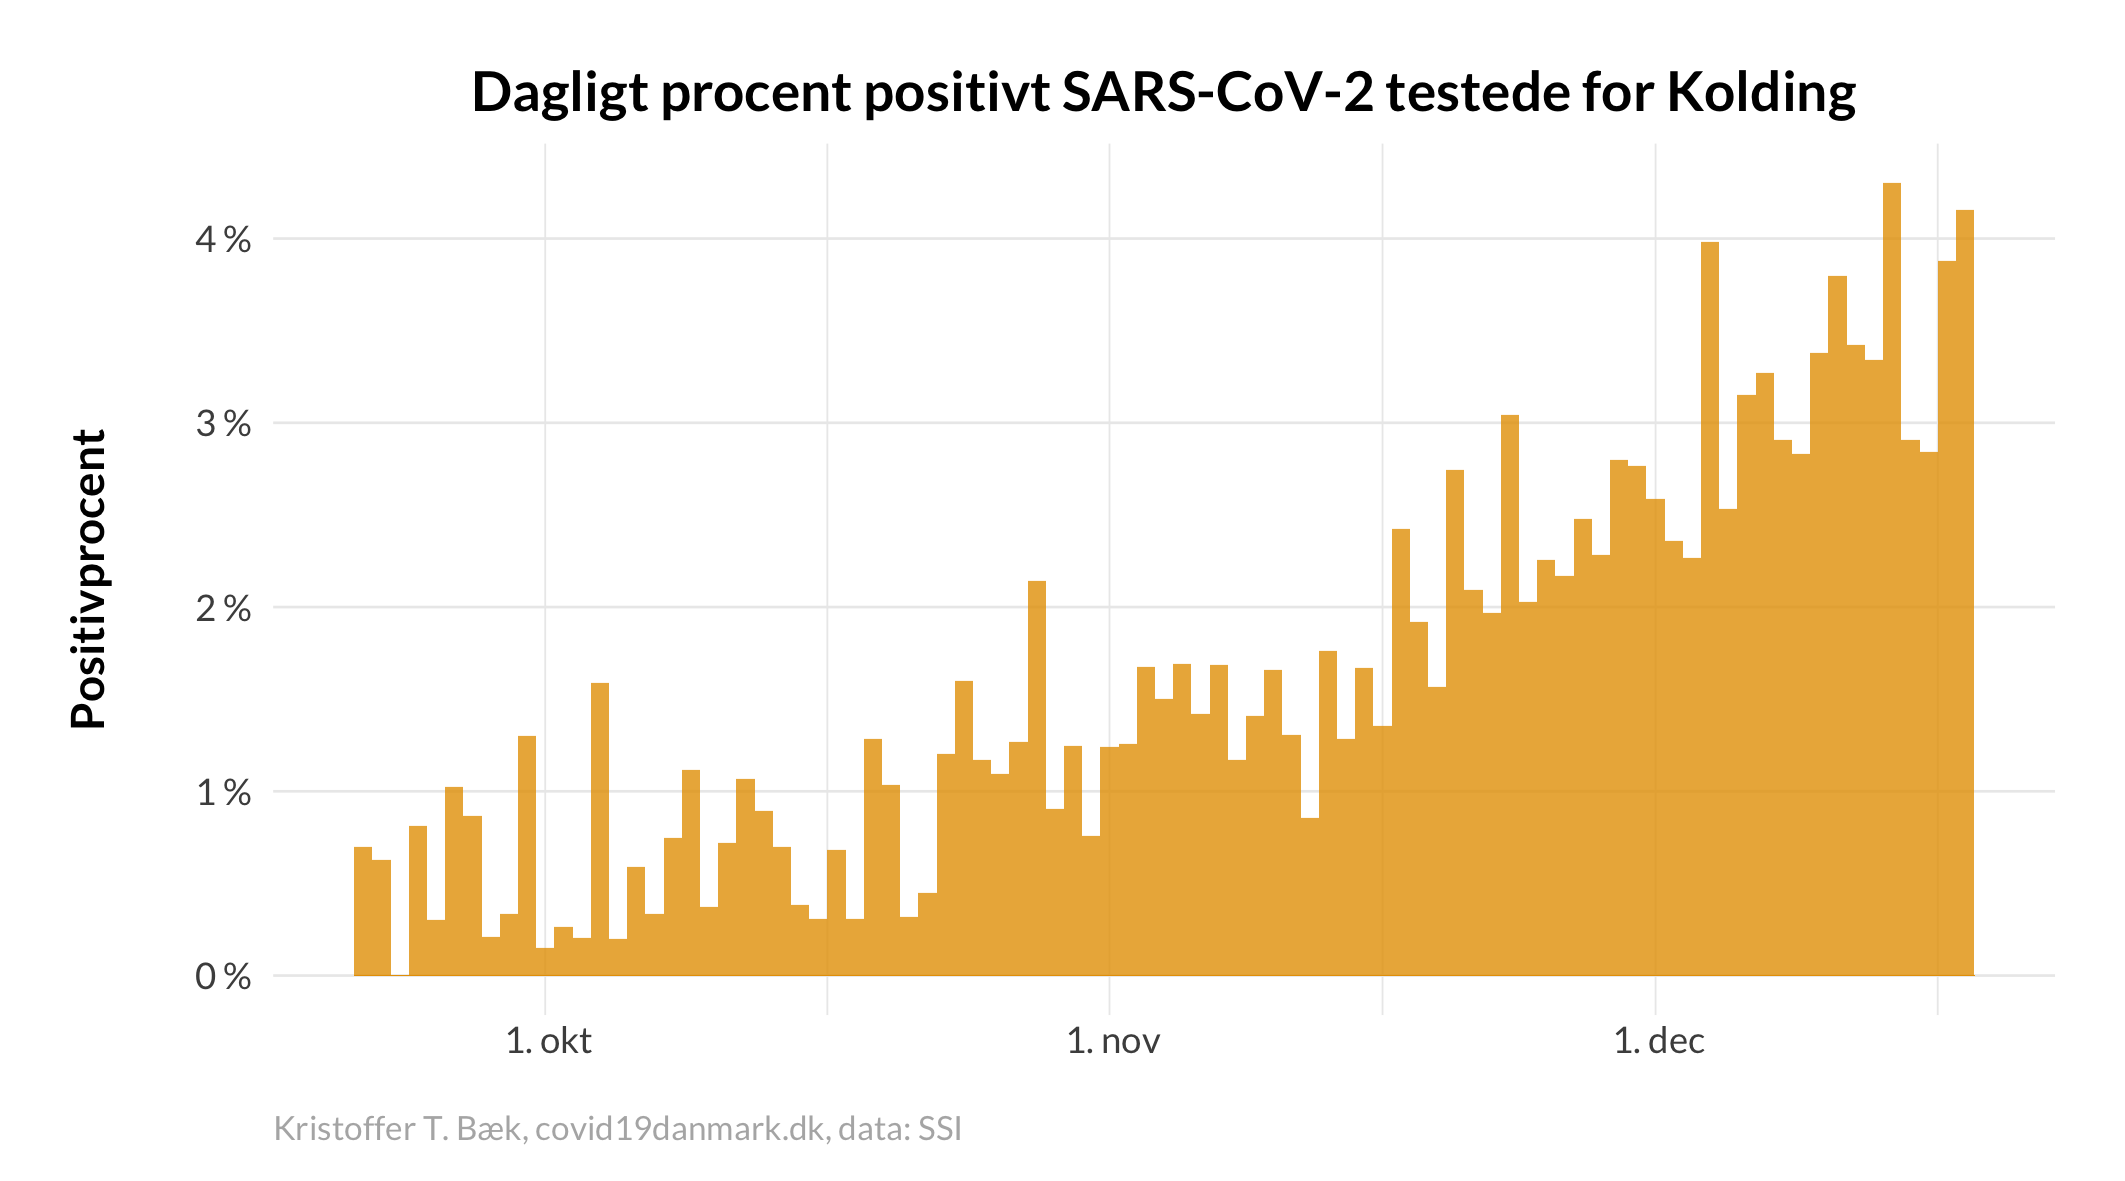 Dagligt procent positivt SARS-CoV-2 testede for Kolding
Positivprocent
4 %
3 %
2 %
1 %
0 %
1. okt
1. nov
1. dec
Kristoffer T. Bæk, covid19danmark.dk, data: SSI